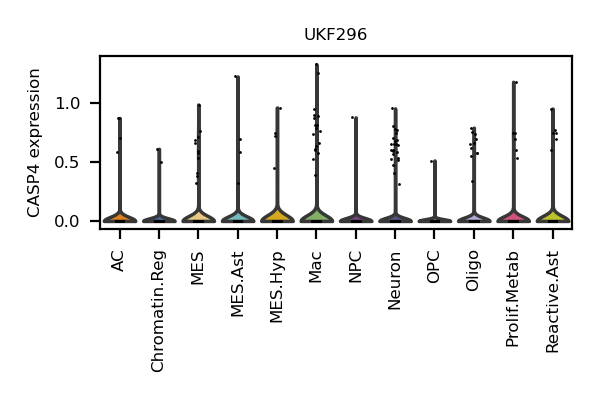 UKF296
CASP4 expression
1.0
0.5
0.0
AC
Chromatin.Reg
MES
MES.Ast
MES.Hyp
Mac
NPC
Neuron
OPC
Oligo
Prolif.Metab
Reactive.Ast